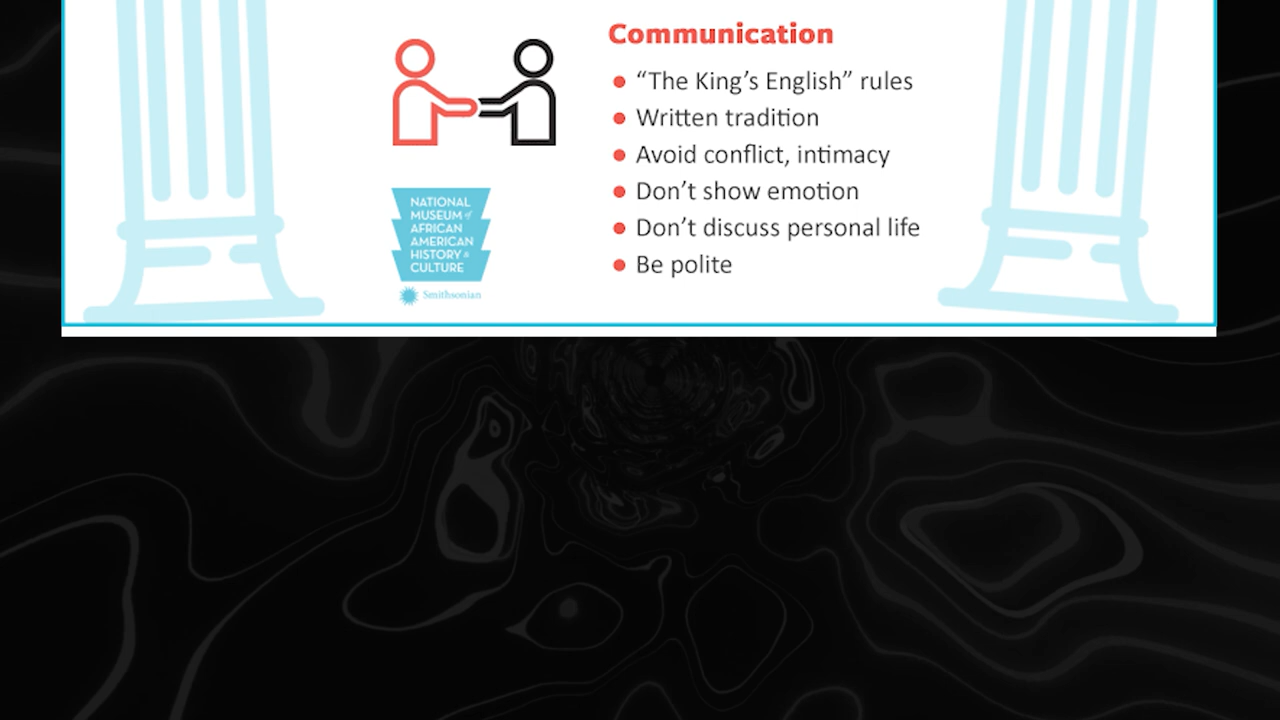 Communication
“The King’s English” rules
Written tradition
Avoid conflict, intimacy
Don’t show emotion
Don’t discuss personal life
Be polite
NATIONAL
MUSEUM of
AFRICAN
AMERICAN
HISTORY &
CULTURE
Smithsonian